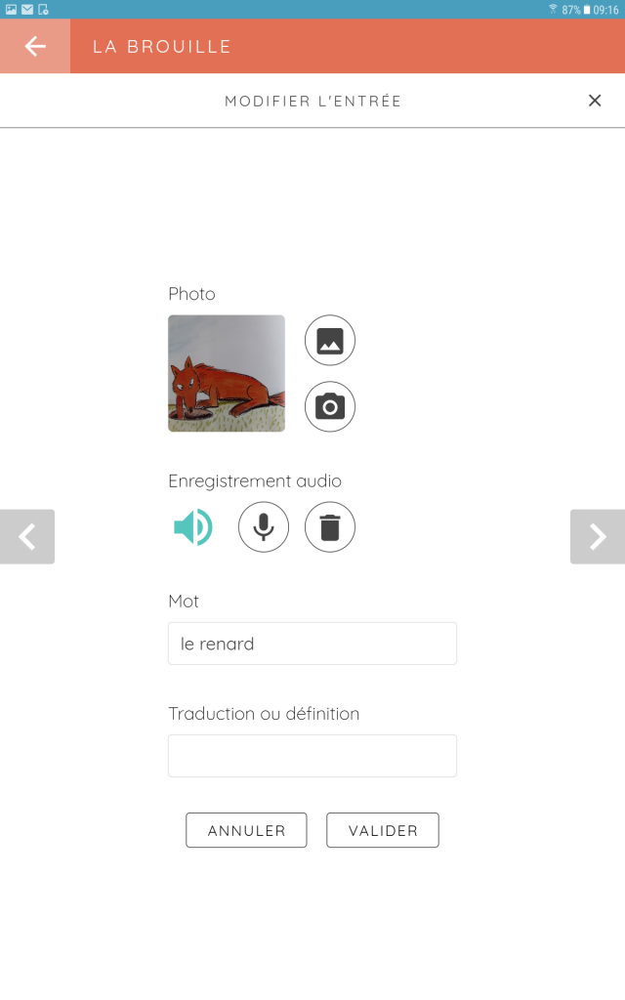 87% 09:16
LA BROUILLE
MODIFIER L'ENTRÉE
Photo
Enregistrement audio
Mot
le renard
Traduction ou définition
ANNULER VALIDER